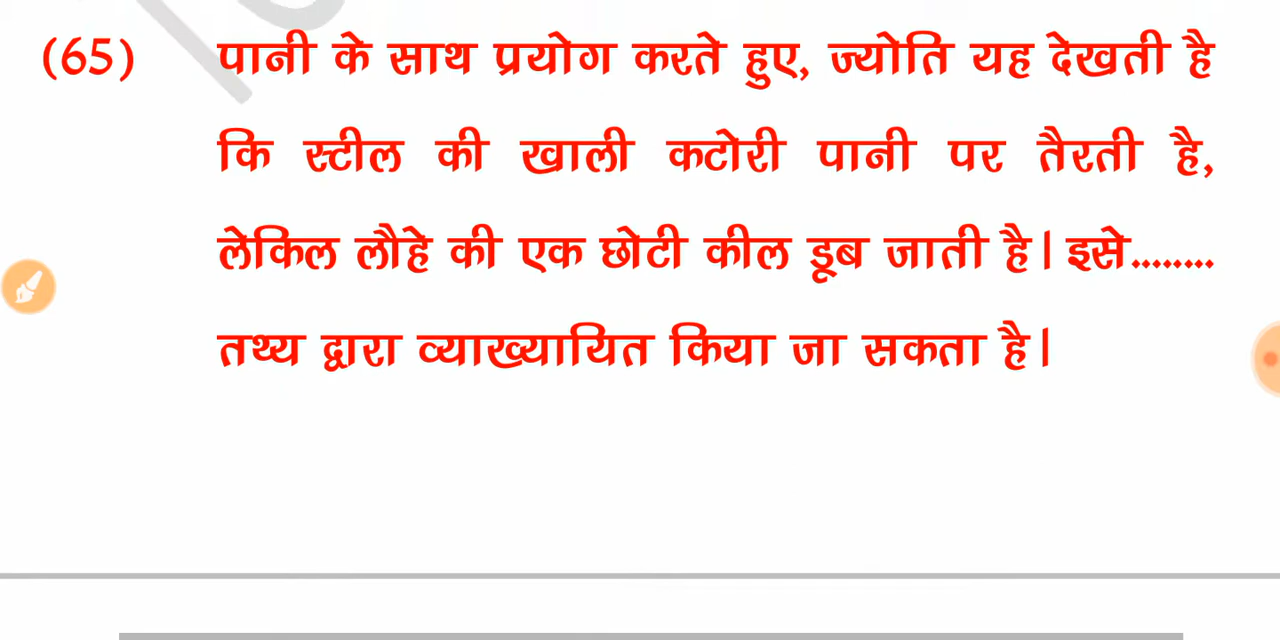 (65) पानी के साथ प्रयोग करते हुए, ज्योति यह देखती है
कि स्टील की खाली कटोरी पानी पर तैरती है,
लेकिल लौहे की एक छोटी कील डूब जाती है। इसे........
तथ्य द्वारा व्याख्यायित किया जा सकता है।